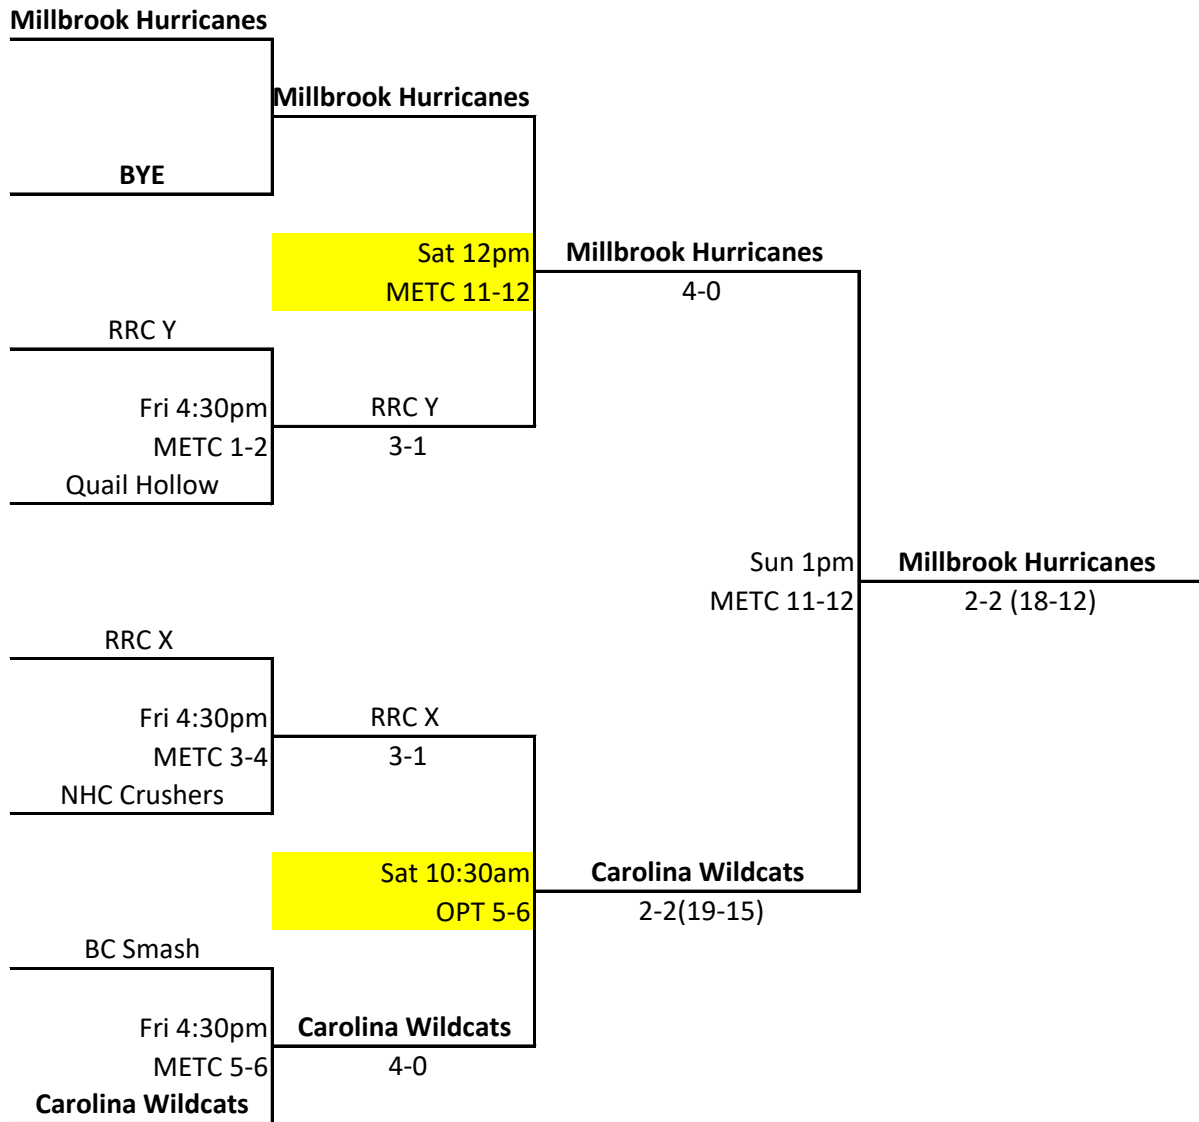 Millbrook Hurricanes
Millbrook Hurricanes
BYE
Sat 12pm
METC 11-12
Millbrook Hurricanes
4-0
RRC Y
Fri 4:30pm
METC 1-2
RRC Y
3-1
Quail Hollow
Sun 1pm
METC 11-12
Millbrook Hurricanes
2-2 (18-12)
RRC X
Fri 4:30pm
METC 3-4
RRC X
3-1
NHC Crushers
Sat 10:30am
OPT 5-6
Carolina Wildcats
2-2(19-15)
BC Smash
Fri 4:30pm
METC 5-6
Carolina Wildcats
4-0
Carolina Wildcats